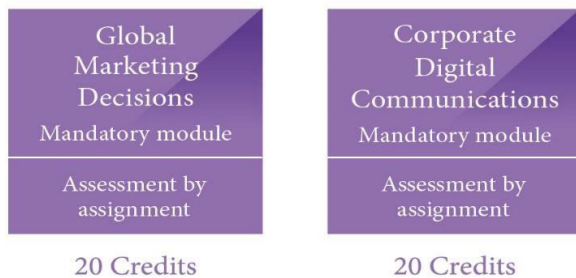 Global
Marketing
Decisions
Mandatory module
Assessment by
assignment
20 Credits
Corporate
Digital
Communications
Mandatory module
Assessment by
assignment
20 Credits